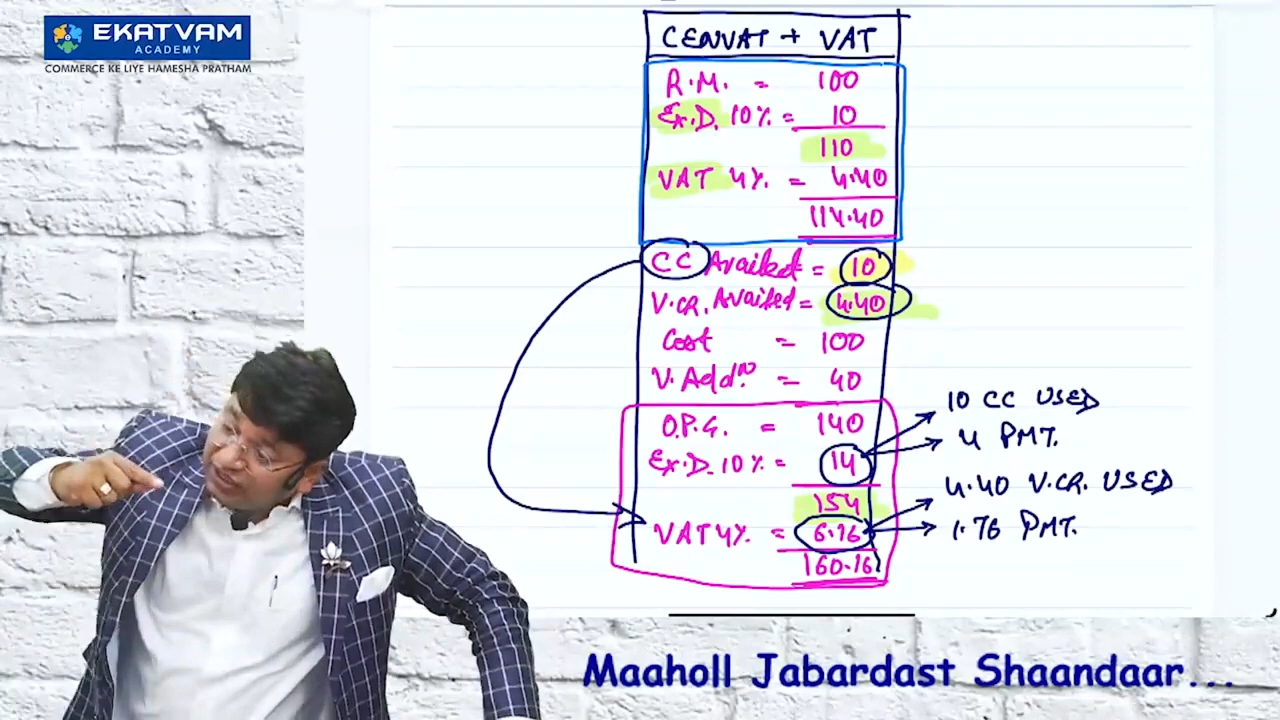 EKATVAM
ACADEMY
COMMERCE KE LIYE HAMESHA PRATHAM
CENVAT + VAT
R.M. = 100
Ex.D. 10% = 10
110
VAT 4% = 4.40
114.40
CC Availed = 10
V.CR. Availed = 4.40
Cost = 100
V. Addn. = 40
O.P.G. = 140
Ex.D. 10% = 14
154
VAT 4% = 6.16
160.16
10 CC USED
4 PMT.
4.40 V.CR. USED
1.76 PMT.
Maaholl Jabardast Shaandaar...